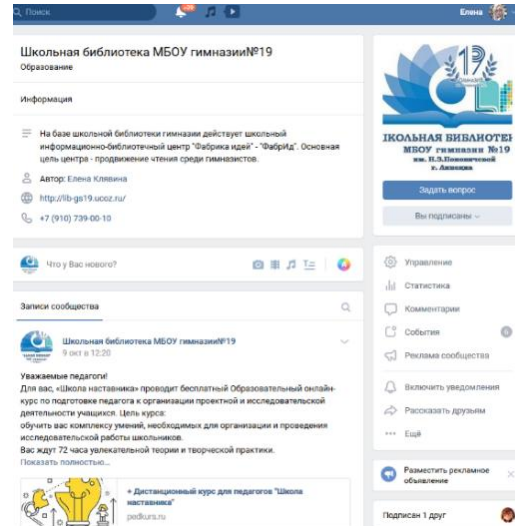 Поиск
Елена
Школьная библиотека МБОУ гимназии№19
Образование
Информация
На базе школьной библиотеки гимназии действует школьный
информационно-библиотечный центр "Фабрика идей" - "ФабрИд". Основная
цель центра - продвижение чтения среди гимназистов.
Автор: Елена Клявина
http://lib-gs19.ucoz.ru/
+7 (910) 739-00-10
Что у Вас нового?
Записи сообщества
Школьная библиотека МБОУ гимназии№19
9 окт в 12:20
Уважаемые педагоги!
Для вас, «Школа наставника» проводит бесплатный Образовательный онлайн-
курс по подготовке педагога к организации проектной и исследовательской
деятельности учащихся. Цель курса:
обучить вас комплексу умений, необходимых для организации и проведения
исследовательской работы школьников.
Вас ждут 72 часа увлекательной теории и творческой практики.
Показать полностью...
+ Дистанционный курс для педагогов "Школа
наставника"
pedkurs.ru
19
ГИМНАЗИЯ
КОЛЬНАЯ БИБЛИОТЕК
МБОУ гимназии №19
г. Липецка
Задать вопрос
Вы подписаны
Управление
Статистика
Комментарии
События
Реклама сообщества
Включить уведомления
Рассказать друзьям
Ещё
Разместить рекламное
объявление
Подписан 1 друг